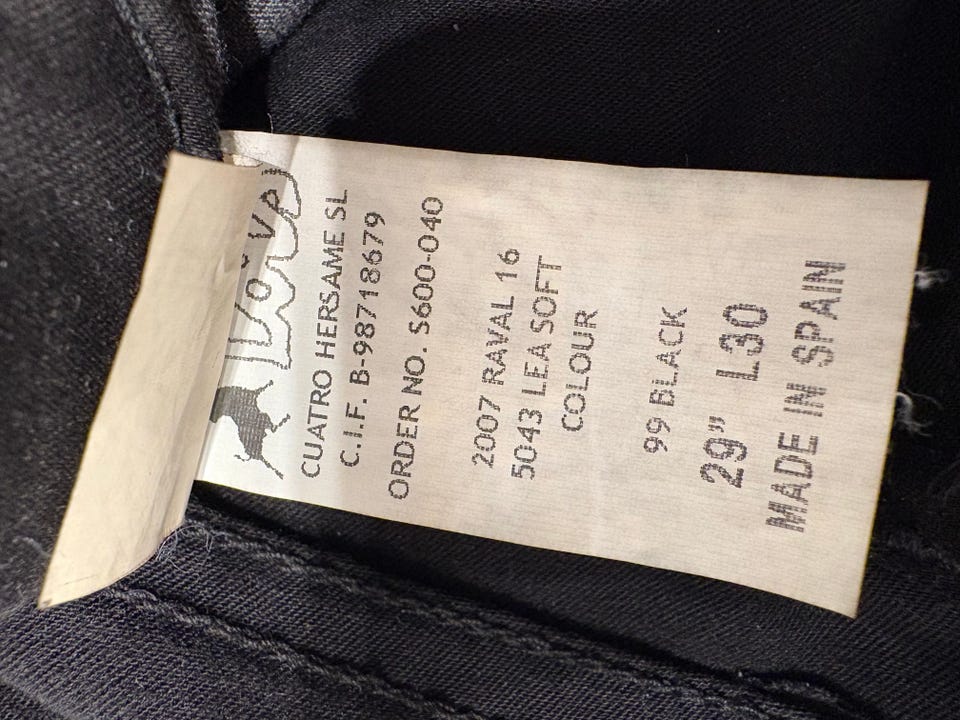 CUATRO HERSAME SL
C.I.F. B-98718679
ORDER NO. S600-040
2007 RAVAL 16
5043 LEA SOFT
COLOUR
99 BLACK
29” L30
MADE IN SPAIN